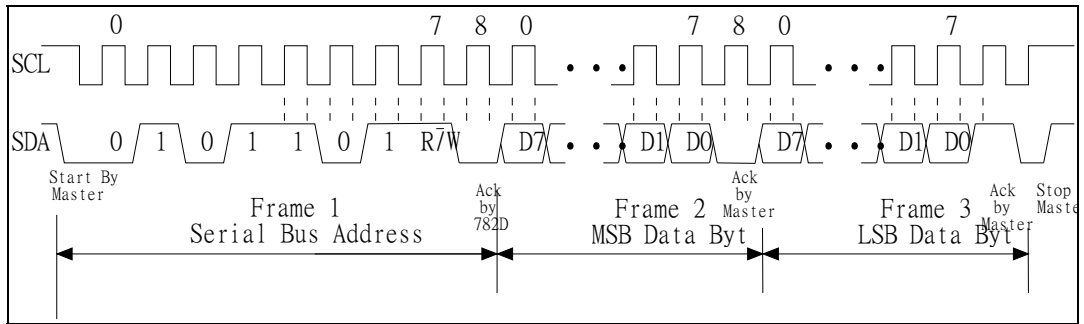 0 7 8 0 7 8 0 7
SCL
SDA 0 1 0 1 1 0 1 R/W D7 D1 D0 D7 D1 D0
Start By
Master
Ack
by
782D
Ack
by
Master
Ack
by
Master
Stop
Maste
Frame 1
Serial Bus Address
Frame 2
MSB Data Byt
Frame 3
LSB Data Byt